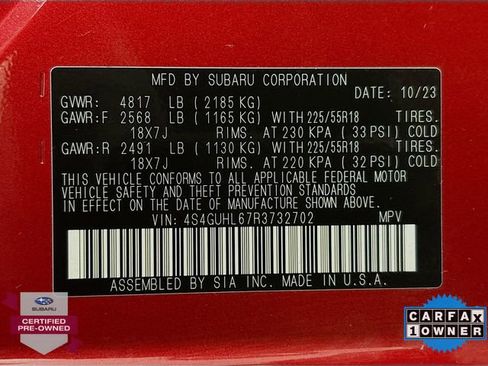 MFD BY SUBARU CORPORATION
DATE: 10/23
GVWR: 4817 LB (2185 KG)
GAWR:F 2568 LB (1165 KG) WITH 225/55R18 TIRES.
18X7J RIMS. AT 230 KPA (33 PSI) COLD
GAWR:R 2491 LB (1130 KG) WITH 225/55R18 TIRES.
18X7J RIMS. AT 220 KPA (32 PSI) COLD
THIS VEHICLE CONFORMS TO ALL APPLICABLE FEDERAL MOTOR
VEHICLE SAFETY AND THEFT PREVENTION STANDARDS
IN EFFECT ON THE DATE OF MANUFACTURE SHOWN ABOVE.
VIN: 4S4GUHL67R3732702 MPV
ASSEMBLED BY SIA INC. MADE IN U.S.A.
SUBARU
CERTIFIED
PRE-OWNED
CARFAX
1 OWNER